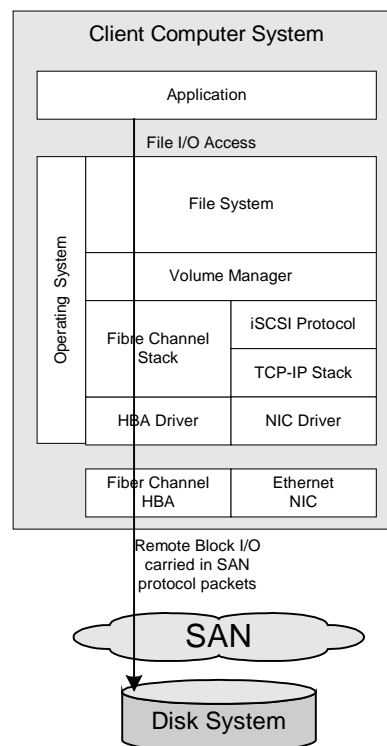 Client Computer System
Application
File I/O Access
Operating System
File System
Volume Manager
Fibre Channel
Stack
iSCSI Protocol
TCP-IP Stack
HBA Driver
NIC Driver
Fiber Channel
HBA
Ethernet
NIC
Remote Block I/O
carried in SAN
protocol packets
SAN
Disk System